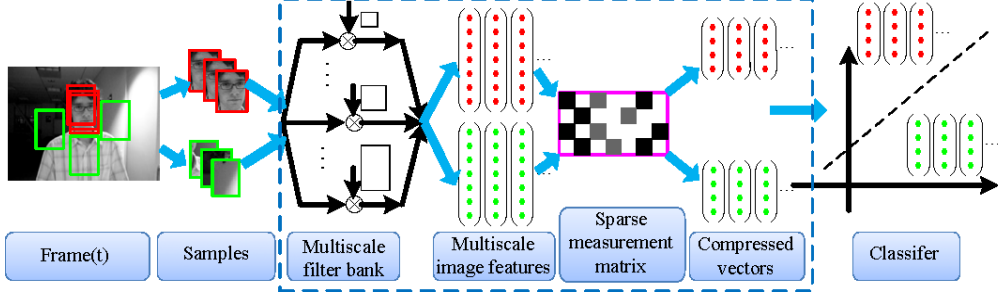 Frame(t)
Samples
Multiscale
filter bank
Multiscale
image features
Sparse
measurement
matrix
Compressed
vectors
Classifer